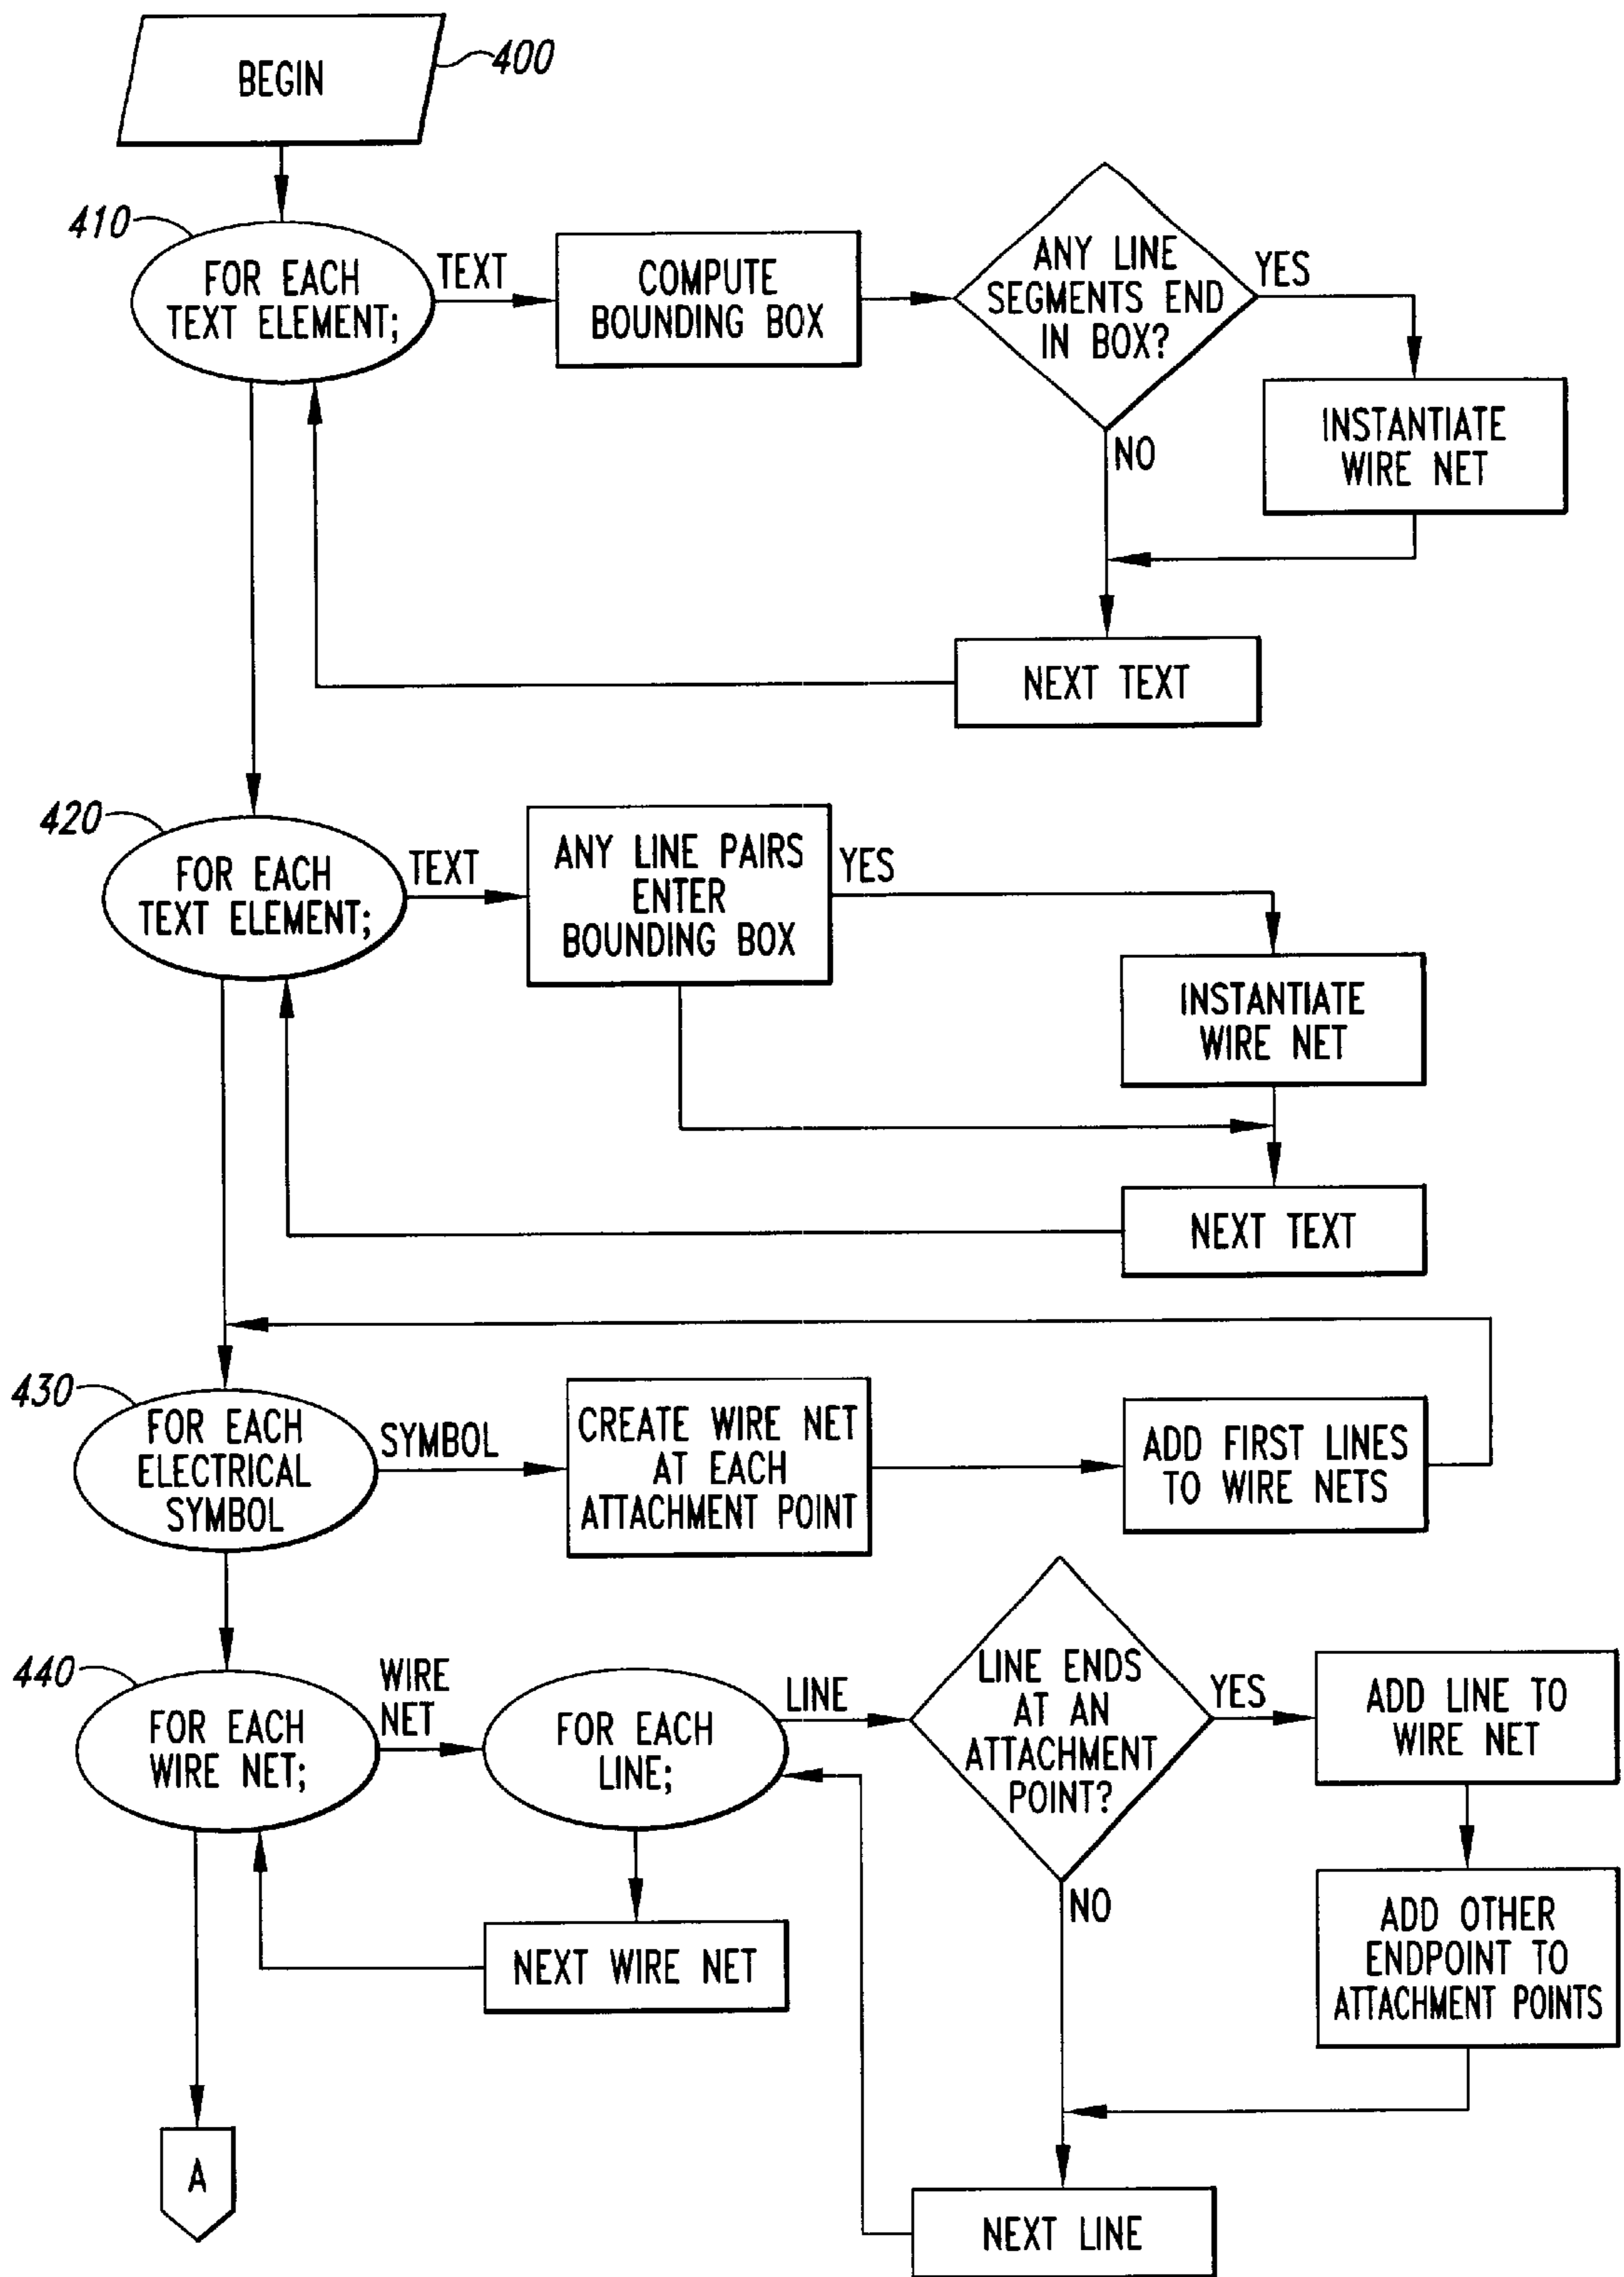 BEGIN
400
410
FOR EACH
TEXT ELEMENT;
TEXT
COMPUTE
BOUNDING BOX
ANY LINE
SEGMENTS END
IN BOX?
YES
NO
INSTANTIATE
WIRE NET
NEXT TEXT
420
FOR EACH
TEXT ELEMENT;
TEXT
ANY LINE PAIRS
ENTER
BOUNDING BOX
YES
INSTANTIATE
WIRE NET
NEXT TEXT
430
FOR EACH
ELECTRICAL
SYMBOL
SYMBOL
CREATE WIRE NET
AT EACH
ATTACHMENT POINT
ADD FIRST LINES
TO WIRE NETS
440
FOR EACH
WIRE NET;
WIRE
NET
FOR EACH
LINE;
LINE
LINE ENDS
AT AN
ATTACHMENT
POINT?
YES
ADD LINE TO
WIRE NET
NO
ADD OTHER
ENDPOINT TO
ATTACHMENT POINTS
NEXT WIRE NET
A
NEXT LINE